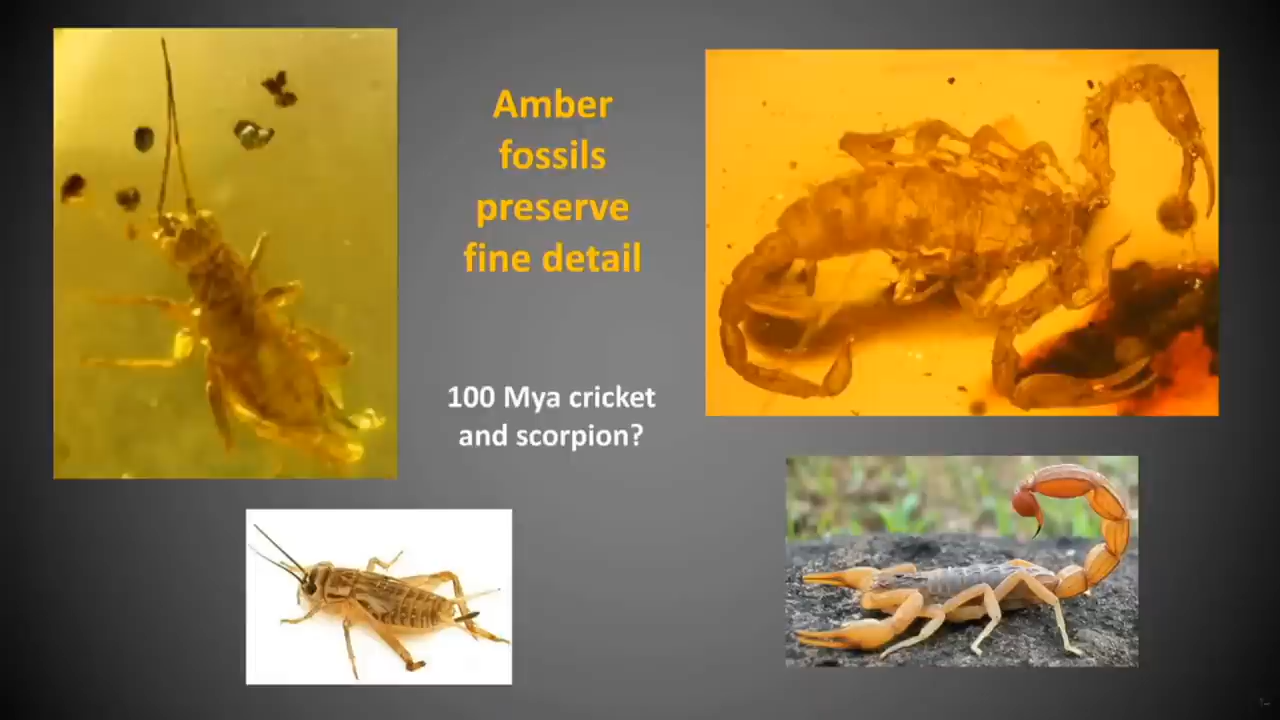 Amber
fossils
preserve
fine detail
100 Mya cricket
and scorpion?